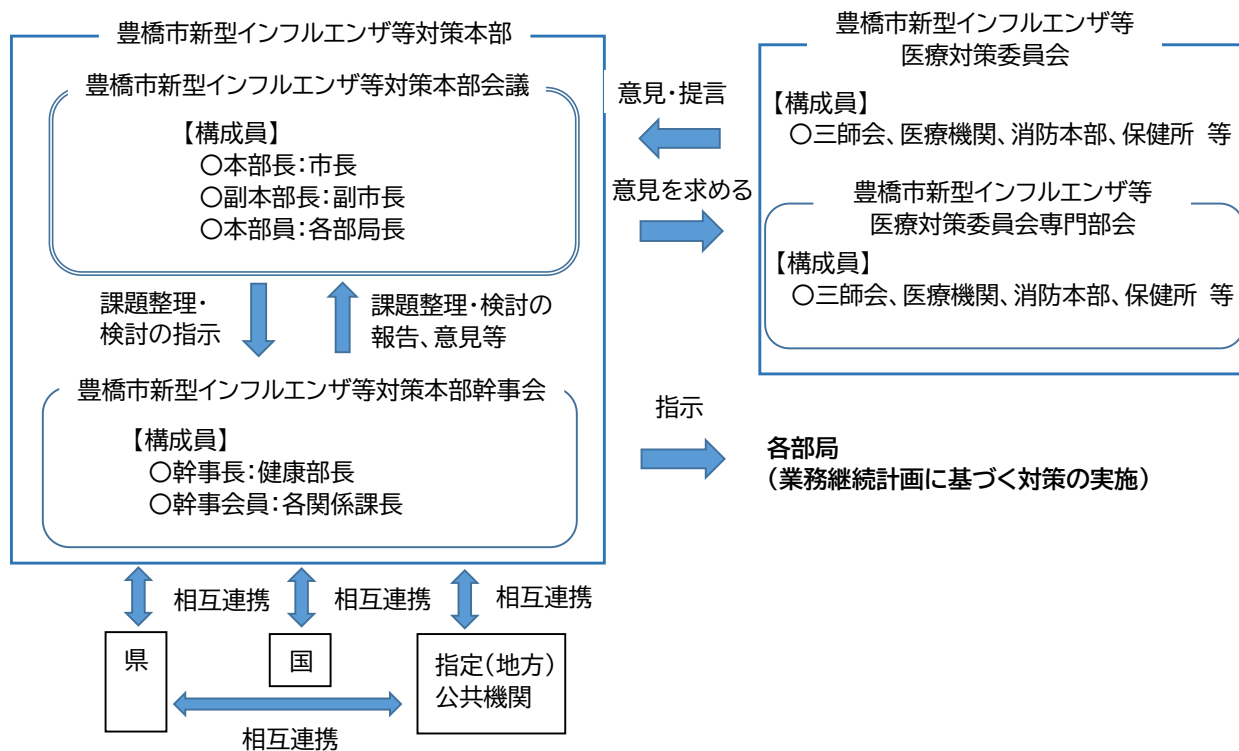 豊橋市新型インフルエンザ等対策本部
豊橋市新型インフルエンザ等対策本部会議
【構成員】
〇本部長:市長
〇副本部長:副市長
〇本部員:各部局長
課題整理・
検討の指示
課題整理・検討の
報告、意見等
豊橋市新型インフルエンザ等対策本部幹事会
【構成員】
〇幹事長:健康部長
〇幹事会員:各関係課長
意見・提言
意見を求める
豊橋市新型インフルエンザ等
医療対策委員会
【構成員】
〇三師会、医療機関、消防本部、保健所 等
豊橋市新型インフルエンザ等
医療対策委員会専門部会
【構成員】
〇三師会、医療機関、消防本部、保健所 等
指示
各部局
(業務継続計画に基づく対策の実施)
相互連携
相互連携
相互連携
県
国
指定(地方)
公共機関
相互連携